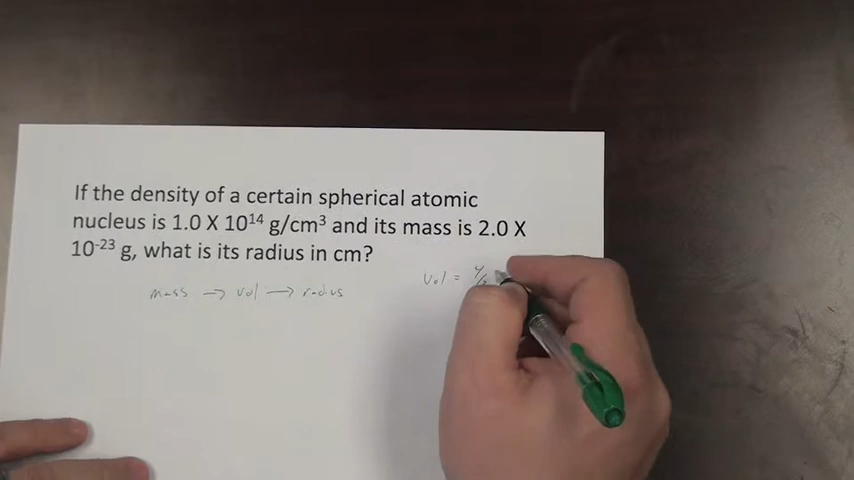 If the density of a certain spherical atomic
nucleus is 1.0 X 10¹⁴ g/cm³ and its mass is 2.0 X
10⁻²³ g, what is its radius in cm?
mass → vol → radius
Vol = 4/3